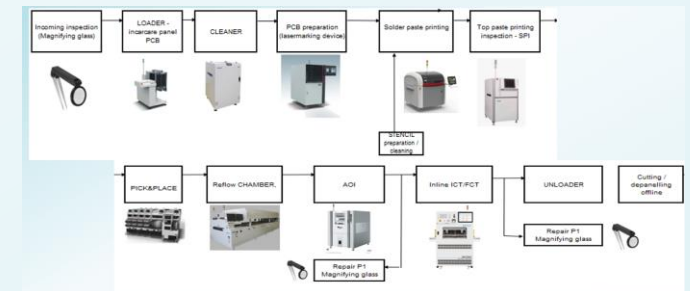 Incoming inspection
(Magnifying glass)
LOADER -
incarcare panel
PCB
CLEANER
PCB preparation
(lasermarking device)
Solder paste printing
Top paste printing
inspection - SPI
STENCIL
preparation /
cleaning
PICK&PLACE
Reflow CHAMBER,
AOI
Inline ICT/FCT
UNLOADER
Cutting /
depanelling
offline
Repair P1
Magnifying glass
Repair P1
Magnifying glass